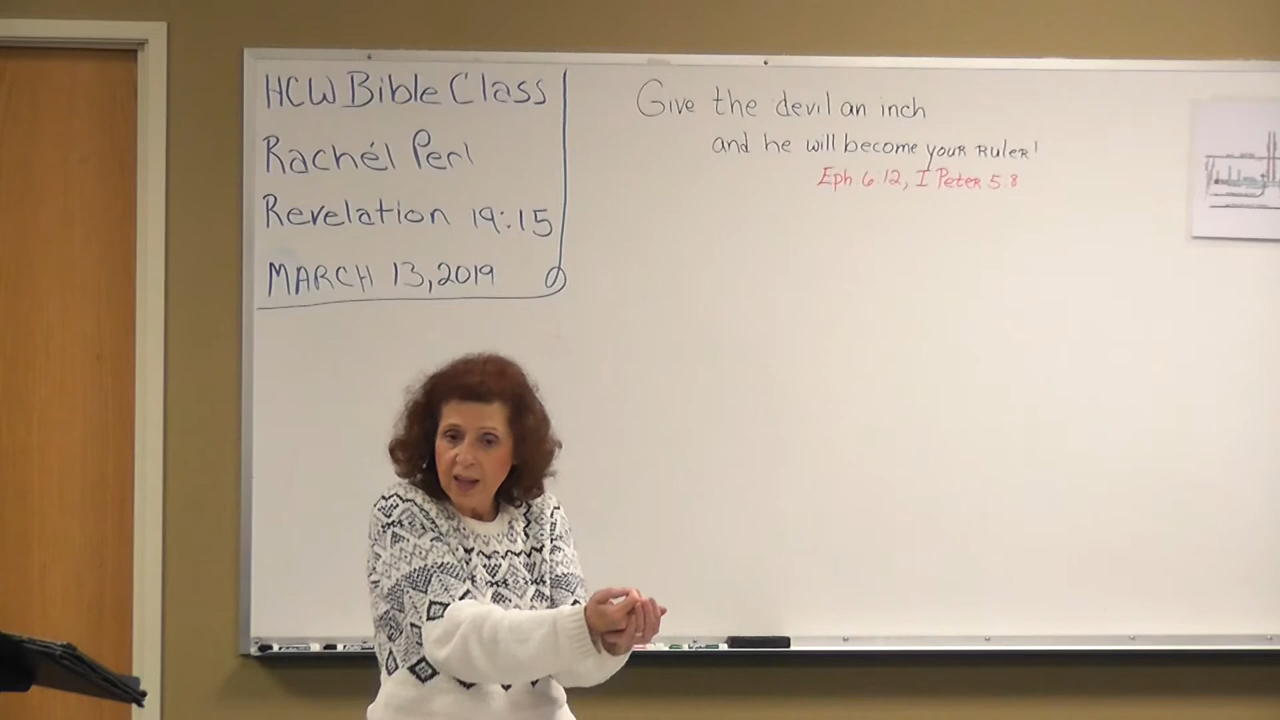 HCW Bible Class
Rachél Perl
Revelation 19:15
MARCH 13, 2019
Give the devil an inch
and he will become your Ruler!
Eph 6:12, I Peter 5:8